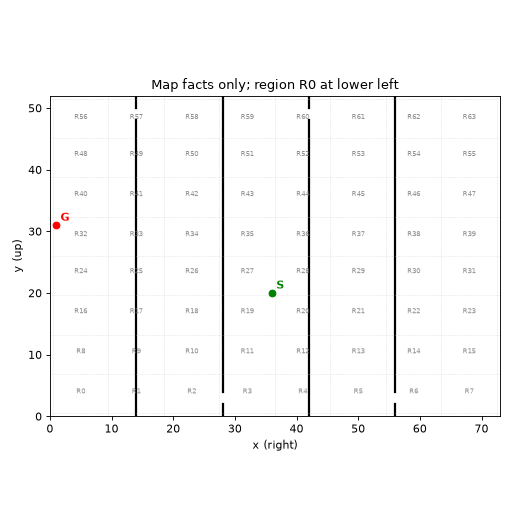 Map facts only; region R0 at lower left
50
R56 R57 R58 R59 R60 R61 R62 R63
R48 R49 R50 R51 R52 R53 R54 R55
40
R40 R41 R42 R43 R44 R45 R46 R47
G
R32 R33 R34 R35 R36 R37 R38 R39
30
y (up)
R24 R25 R26 R27 R28 R29 R30 R31
S
20
R16 R17 R18 R19 R20 R21 R22 R23
10
R8 R9 R10 R11 R12 R13 R14 R15
R0 R1 R2 R3 R4 R5 R6 R7
0
0 10 20 30 40 50 60 70
x (right)